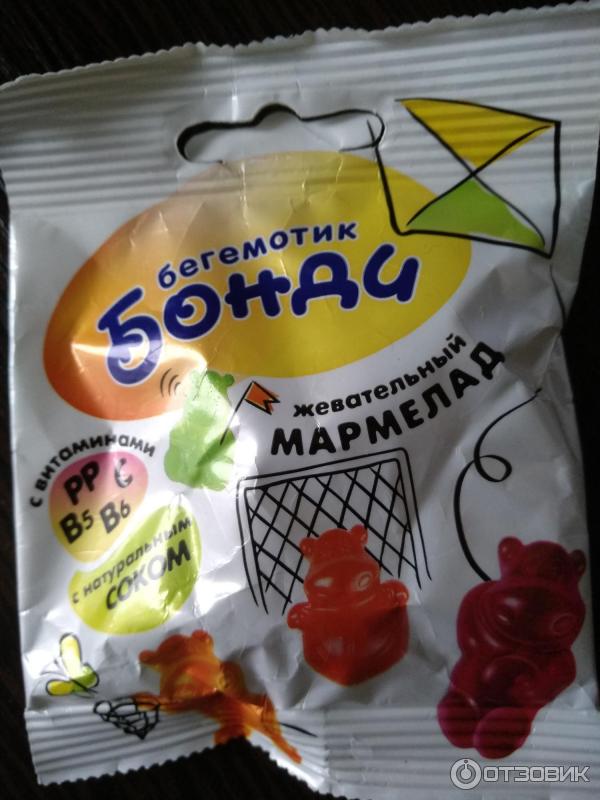 бегемотик
Бонди
жевательный
МАРМЕЛАД
с витаминами
PP C
B5 B6
с натуральным
СОКОМ
ОТЗОВИК